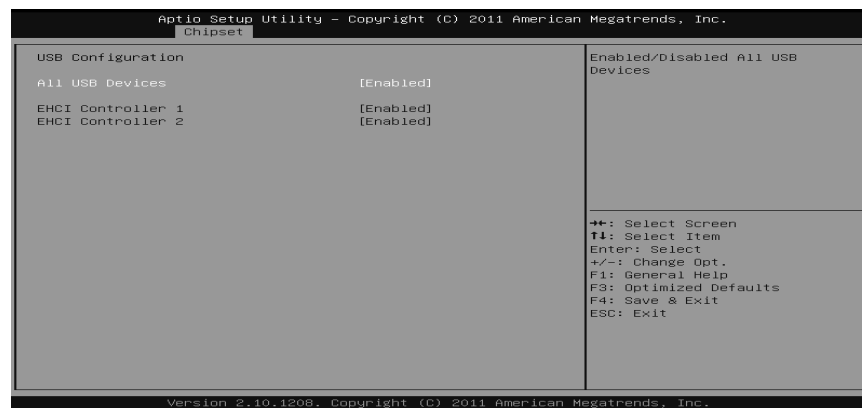 Aptio Setup Utility – Copyright (C) 2011 American Megatrends, Inc.
Chipset
USB Configuration
All USB Devices [Enabled]
EHCI Controller 1 [Enabled]
EHCI Controller 2 [Enabled]
Enabled/Disabled All USB
Devices
→←: Select Screen
↑↓: Select Item
Enter: Select
+/-: Change Opt.
F1: General Help
F3: Optimized Defaults
F4: Save & Exit
ESC: Exit
Version 2.10.1208. Copyright (C) 2011 American Megatrends, Inc.